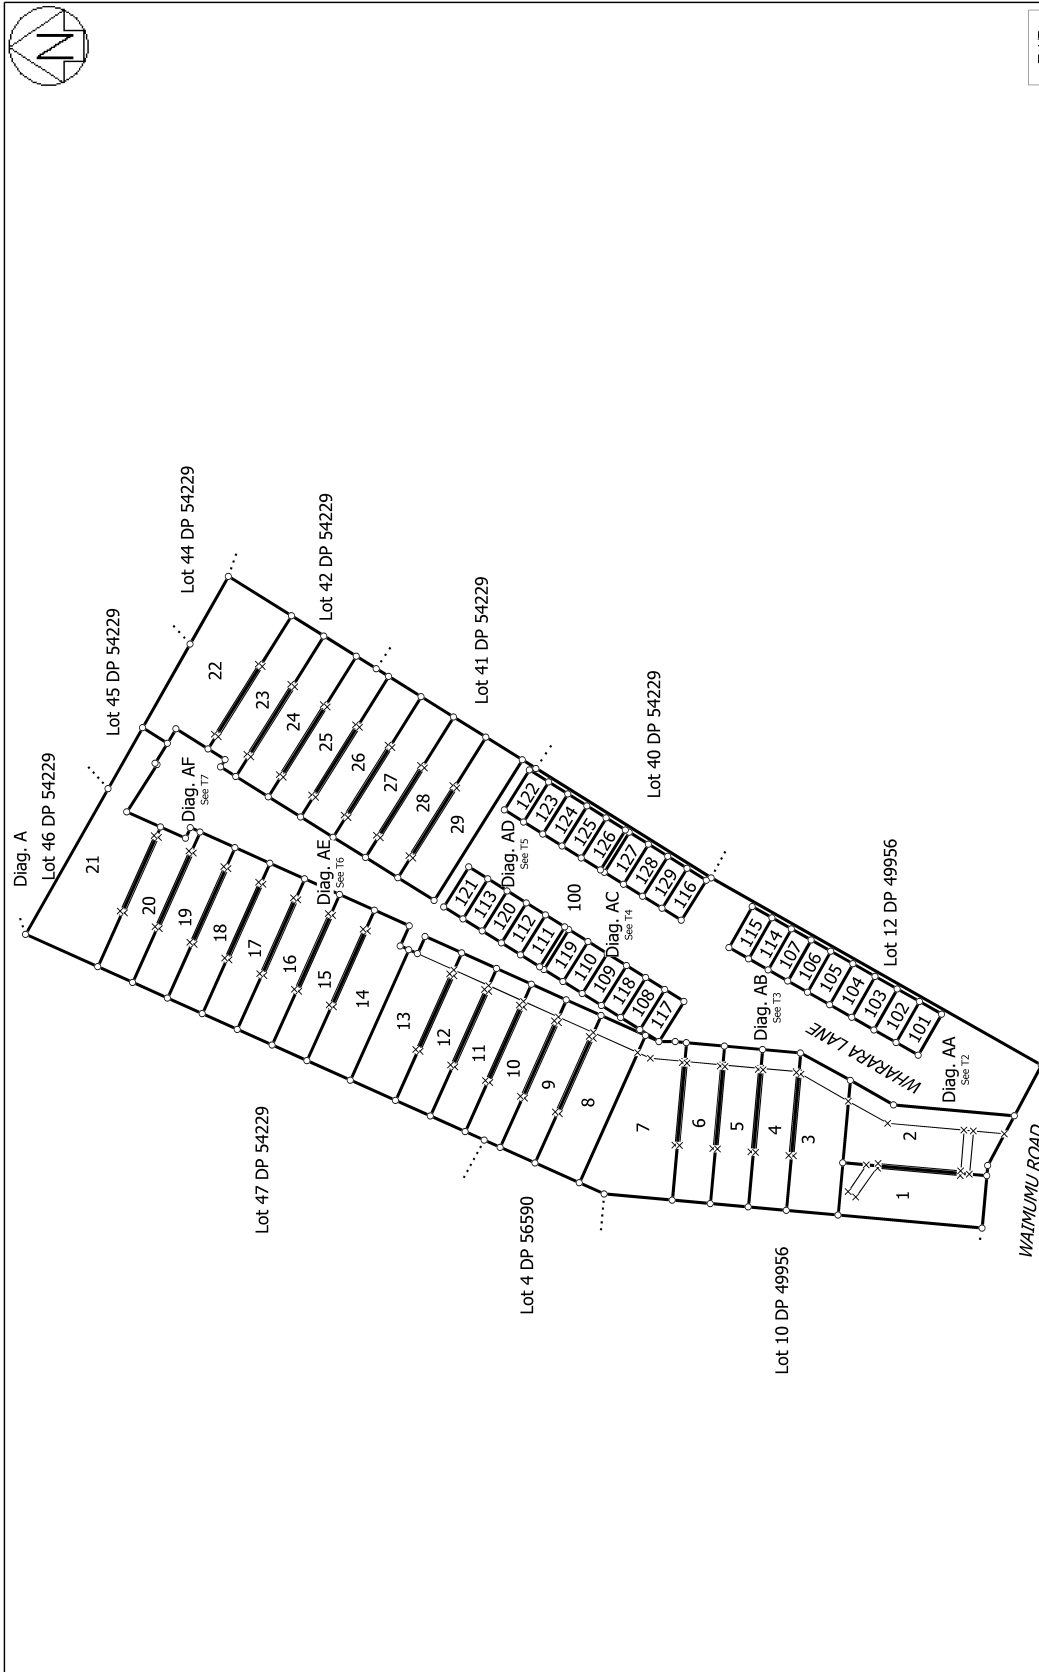 N
Diag. A
Lot 46 DP 54229
Lot 45 DP 54229
Lot 44 DP 54229
Lot 42 DP 54229
Lot 41 DP 54229
Lot 40 DP 54229
Lot 12 DP 49956
Lot 47 DP 54229
Lot 4 DP 56590
Lot 10 DP 49956
21
20
19
18
17
16
15
14
13
12
11
10
9
8
7
6
5
4
3
2
1
22
23
24
25
26
27
28
29
Diag. AF
See T7
Diag. AE
See T6
Diag. AD
See T5
100
Diag. AC
See T4
Diag. AB
See T3
Diag. AA
See T2
121
113
120
112
111
119
110
109
118
108
117
122
123
124
125
126
127
128
129
116
115
114
107
106
105
104
103
102
101
WHARARA LANE
WAIMUMU ROAD